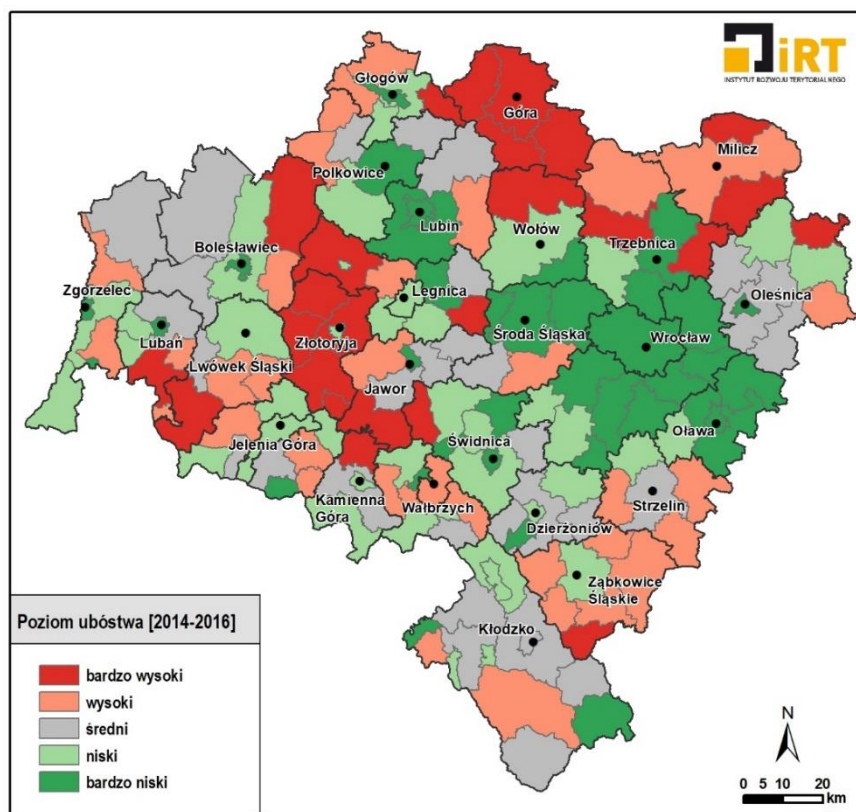 iRT
INSTYTUT ROZWOJU TERYTORIALNEGO
Głogów
Góra
Milicz
Polkowice
Lubin
Wołów
Trzebnica
Bolesławiec
Zgorzelec
Legnica
Oleśnica
Środa Śląska
Wrocław
Lubań
Złotoryja
Lwówek Śląski
Jawor
Oława
Jelenia Góra
Świdnica
Kamienna
Góra
Wałbrzych
Strzelin
Dzierżoniów
Ząbkowice
Śląskie
Kłodzko
Poziom ubóstwa [2014-2016]
bardzo wysoki
wysoki
średni
niski
bardzo niski
N
0 5 10 20
km